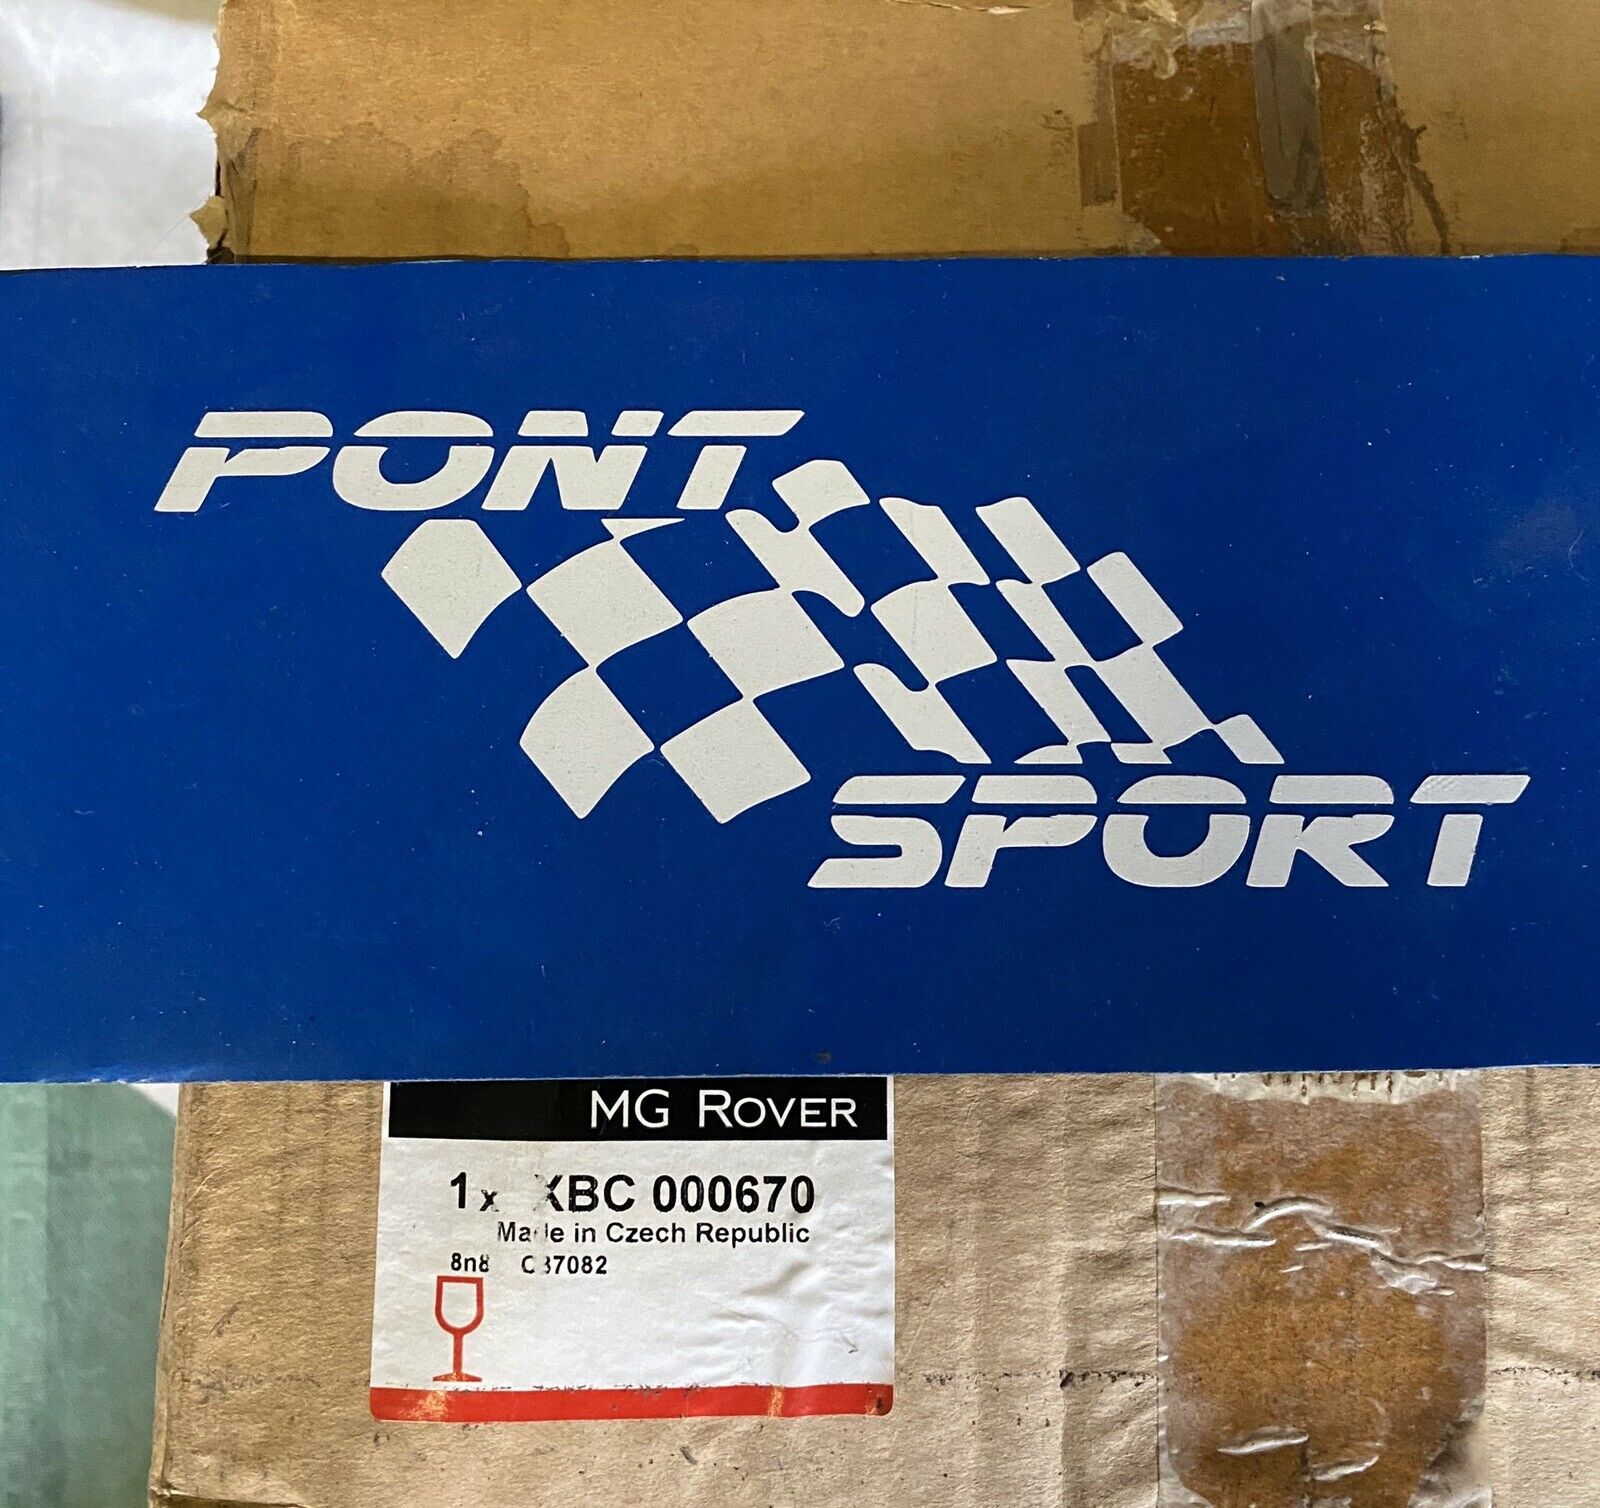 PONT
SPORT
MG ROVER
1x XBC 000670
Made in Czech Republic
8n8